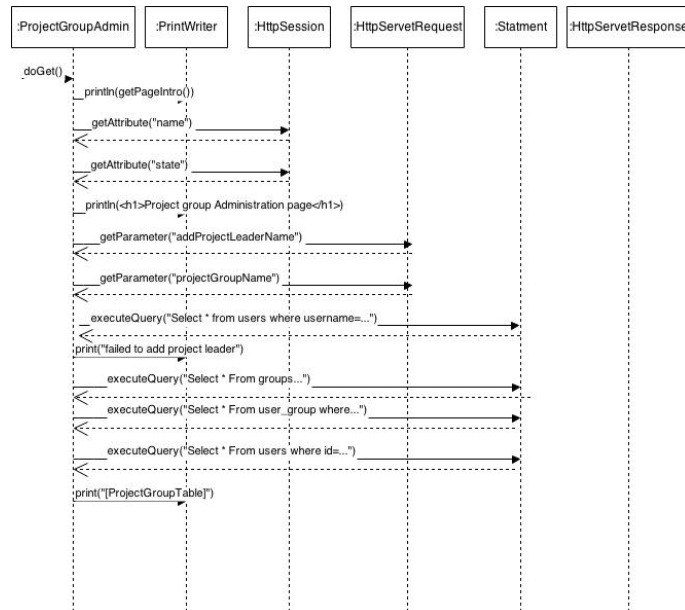 :ProjectGroupAdmin :PrintWriter :HttpSession :HttpServetRequest :Statment :HttpServetResponse
doGet()
println(getPageIntro())
getAttribute("name")
getAttribute("state")
println(<h1>Project group Administration page</h1>)
getParameter("addProjectLeaderName")
getParameter("projectGroupName")
executeQuery("Select * from users where username=...")
print("failed to add project leader")
executeQuery("Select * From groups...")
executeQuery("Select * From user_group where...")
executeQuery("Select * From users where id=...")
print("[ProjectGroupTable]")